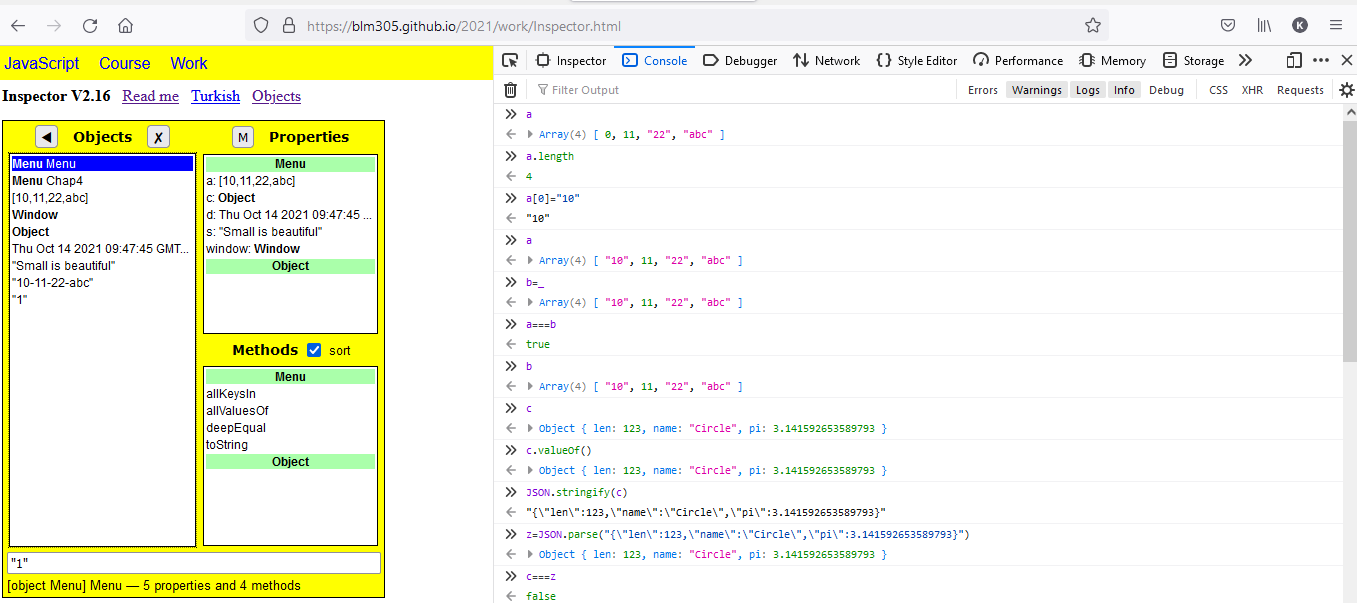 https://blm305.github.io/2021/work/Inspector.html
K
JavaScript Course Work
Inspector V2.16 Read me Turkish Objects
◀ Objects ✗ M Properties
Menu Menu
Menu Chap4
[10,11,22,abc]
Window
Object
Thu Oct 14 2021 09:47:45 GMT...
"Small is beautiful"
"10-11-22-abc"
"1"
Menu
a: [10,11,22,abc]
c: Object
d: Thu Oct 14 2021 09:47:45 ...
s: "Small is beautiful"
window: Window
Object
Methods sort
Menu
allKeysIn
allValuesOf
deepEqual
toString
Object
"1"
[object Menu] Menu — 5 properties and 4 methods
Inspector Console Debugger Network Style Editor Performance Memory Storage
Filter Output Errors Warnings Logs Info Debug CSS XHR Requests
a
Array(4) [ 0, 11, "22", "abc" ]
a.length
4
a[0]="10"
"10"
a
Array(4) [ "10", 11, "22", "abc" ]
b=_
Array(4) [ "10", 11, "22", "abc" ]
a===b
true
b
Array(4) [ "10", 11, "22", "abc" ]
c
Object { len: 123, name: "Circle", pi: 3.141592653589793 }
c.valueOf()
Object { len: 123, name: "Circle", pi: 3.141592653589793 }
JSON.stringify(c)
"{\"len\":123,\"name\":\"Circle\",\"pi\":3.141592653589793}"
z=JSON.parse("{\"len\":123,\"name\":\"Circle\",\"pi\":3.141592653589793}")
Object { len: 123, name: "Circle", pi: 3.141592653589793 }
c===z
false